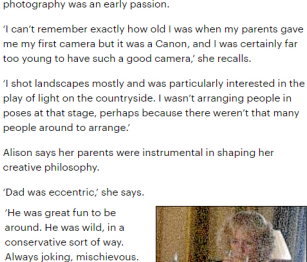 photography was an early passion.
‘I can’t remember exactly how old I was when my parents gave
me my first camera but it was a Canon, and I was certainly far
too young to have such a good camera,’ she recalls.
‘I shot landscapes mostly and was particularly interested in the
play of light on the countryside. I wasn’t arranging people in
poses at that stage, perhaps because there weren’t that many
people around to arrange.’
Alison says her parents were instrumental in shaping her
creative philosophy.
‘Dad was eccentric,’ she says.
‘He was great fun to be
around. He was wild, in a
conservative sort of way.
Always joking, mischievous.